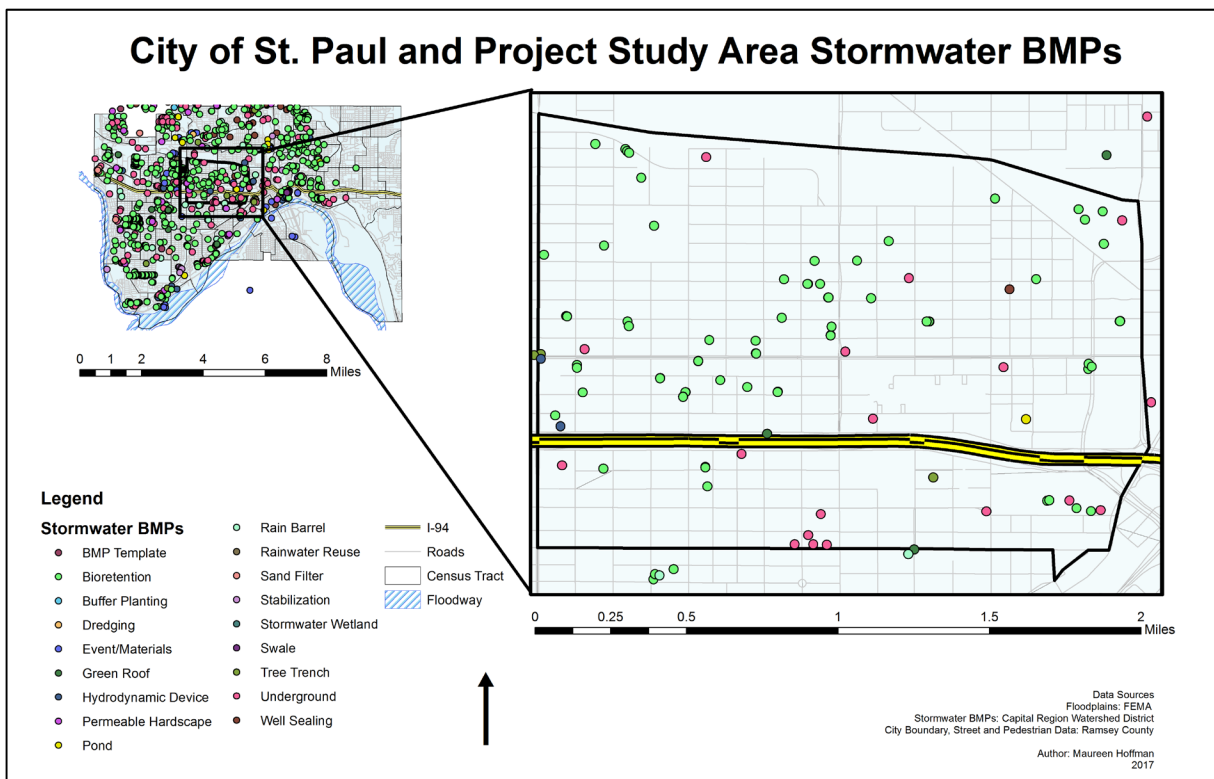 City of St. Paul and Project Study Area Stormwater BMPs
0 1 2 4 6 8
Miles
0 0.25 0.5 1 1.5 2
Miles
Legend
Stormwater BMPs
BMP Template
Bioretention
Buffer Planting
Dredging
Event/Materials
Green Roof
Hydrodynamic Device
Permeable Hardscape
Pond
Rain Barrel
Rainwater Reuse
Sand Filter
Stabilization
Stormwater Wetland
Swale
Tree Trench
Underground
Well Sealing
I-94
Roads
Census Tract
Floodway
Data Sources
Floodplains: FEMA
Stormwater BMPs: Capital Region Watershed District
City Boundary, Street and Pedestrian Data: Ramsey County
Author: Maureen Hoffman
2017